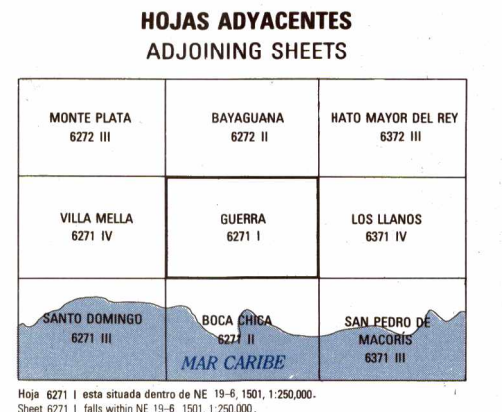 HOJAS ADYACENTES
ADJOINING SHEETS
MONTE PLATA
6272 III
BAYAGUANA
6272 II
HATO MAYOR DEL REY
6372 III
VILLA MELLA
6271 IV
GUERRA
6271 I
LOS LLANOS
6371 IV
SANTO DOMINGO
6271 III
BOCA CHICA
6271 II
SAN PEDRO DE
MACORÍS
6371 III
MAR CARIBE
Hoja 6271 I esta situada dentro de NE 19-6, 1501, 1:250,000.
Sheet 6271 I falls within NE 19-6, 1501, 1:250,000.